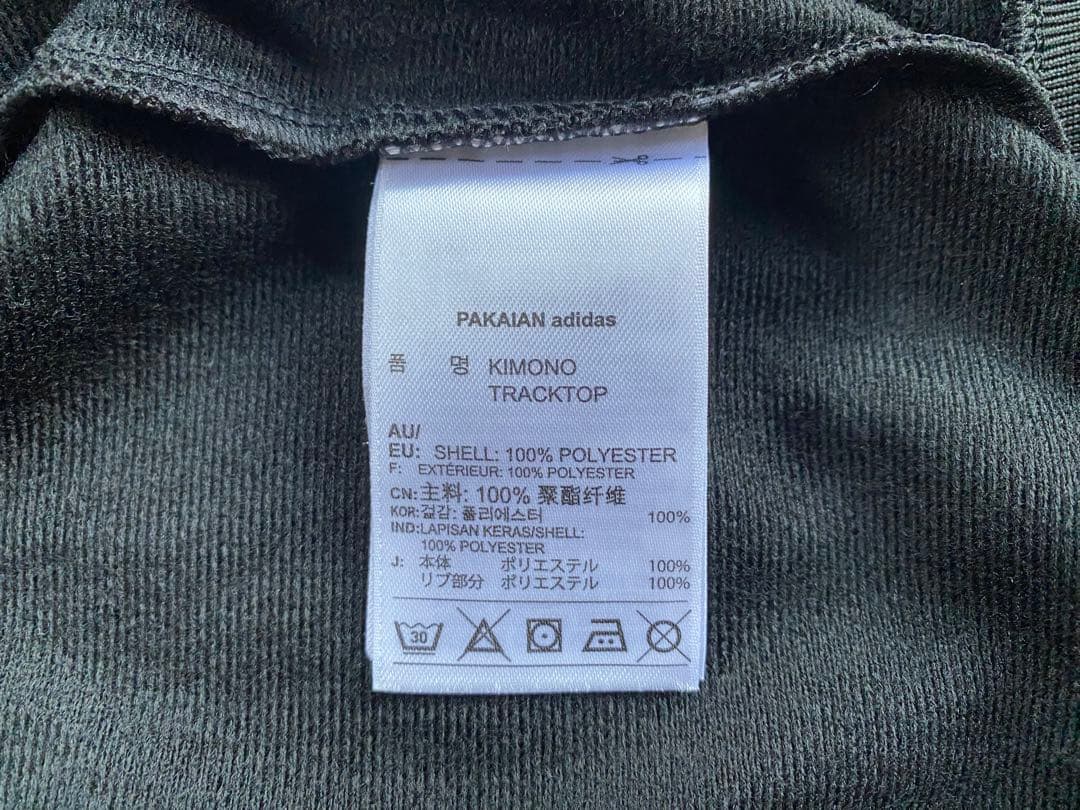 PAKAIAN adidas
품 명 KIMONO
TRACKTOP
AU/
EU: SHELL: 100% POLYESTER
F: EXTÉRIEUR: 100% POLYESTER
CN: 主料: 100% 聚酯纤维
KOR: 겉감: 폴리에스터 100%
IND: LAPISAN KERAS/SHELL:
100% POLYESTER
J: 本体 ポリエステル 100%
リブ部分 ポリエステル 100%
30